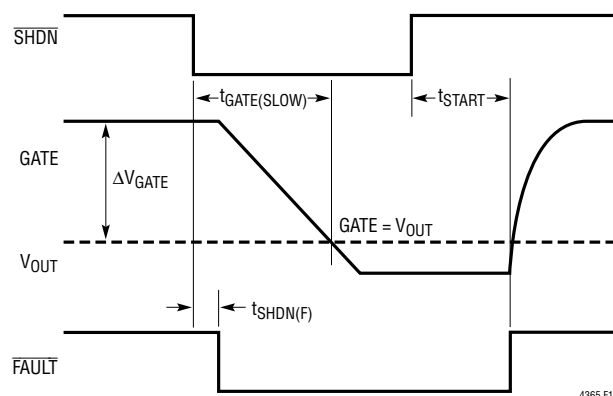 SHDN
tGATE(SLOW)
tSTART
GATE
ΔVGATE
GATE = VOUT
VOUT
tSHDN(F)
FAULT
4365 F1